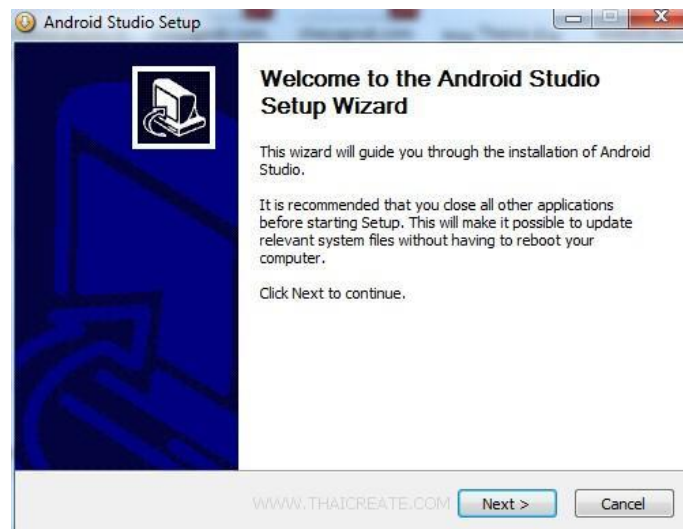 Android Studio Setup
Welcome to the Android Studio
Setup Wizard
This wizard will guide you through the installation of Android
Studio.
It is recommended that you close all other applications
before starting Setup. This will make it possible to update
relevant system files without having to reboot your
computer.
Click Next to continue.
WWW.THAICREATE.COM
Next >
Cancel